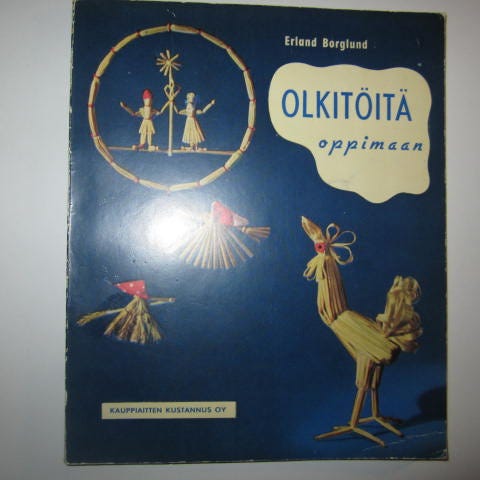 Erland Borglund
OLKITÖITÄ
oppimaan
KAUPPIAITTEN KUSTANNUS OY